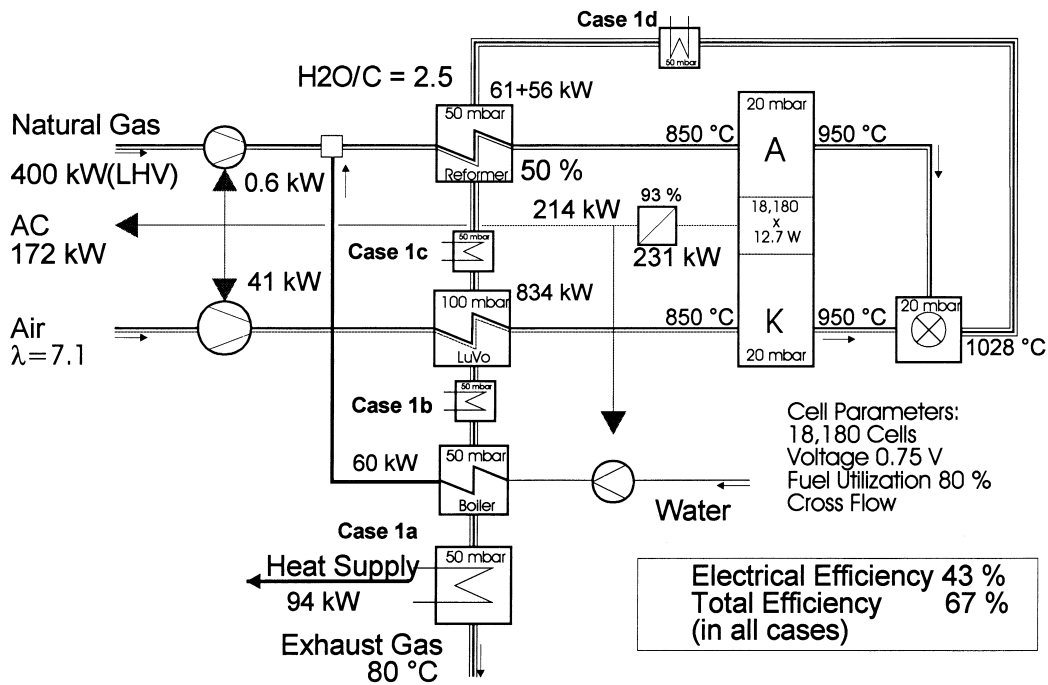 Case 1d
50 mbar
H2O/C = 2.5
61+56 kW
Natural Gas
400 kW(LHV)
0.6 kW
50 mbar
Reformer
50 %
850 °C
20 mbar
A
950 °C
AC
172 kW
214 kW
93 %
231 kW
18,180
x
12.7 W
Case 1c
50 mbar
41 kW
Air
λ=7.1
100 mbar
LuVo
834 kW
850 °C
K
20 mbar
950 °C
20 mbar
1028 °C
Case 1b
50 mbar
60 kW
50 mbar
Boiler
Water
Cell Parameters:
18,180 Cells
Voltage 0.75 V
Fuel Utilization 80 %
Cross Flow
Case 1a
Heat Supply
94 kW
50 mbar
Exhaust Gas
80 °C
Electrical Efficiency 43 %
Total Efficiency 67 %
(in all cases)